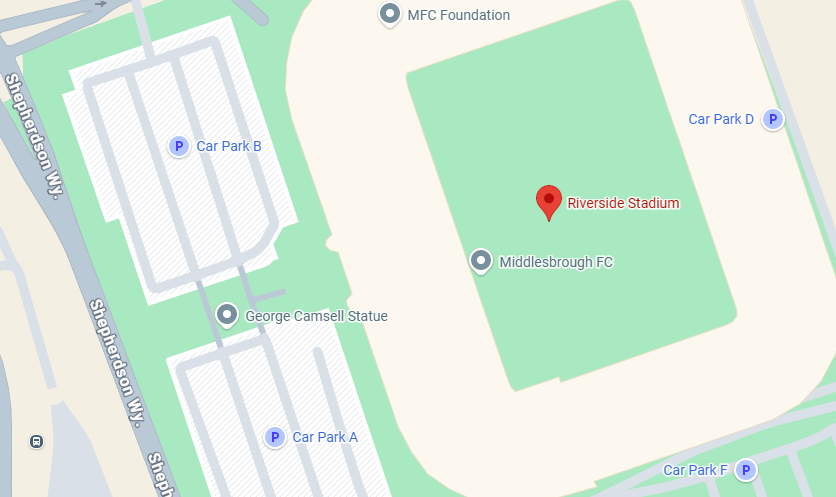 MFC Foundation
Shepherdson Wy.
P Car Park B
Car Park D P
Riverside Stadium
Middlesbrough FC
George Camsell Statue
Shepherdson Wy.
P Car Park A
Car Park F P
Sheph